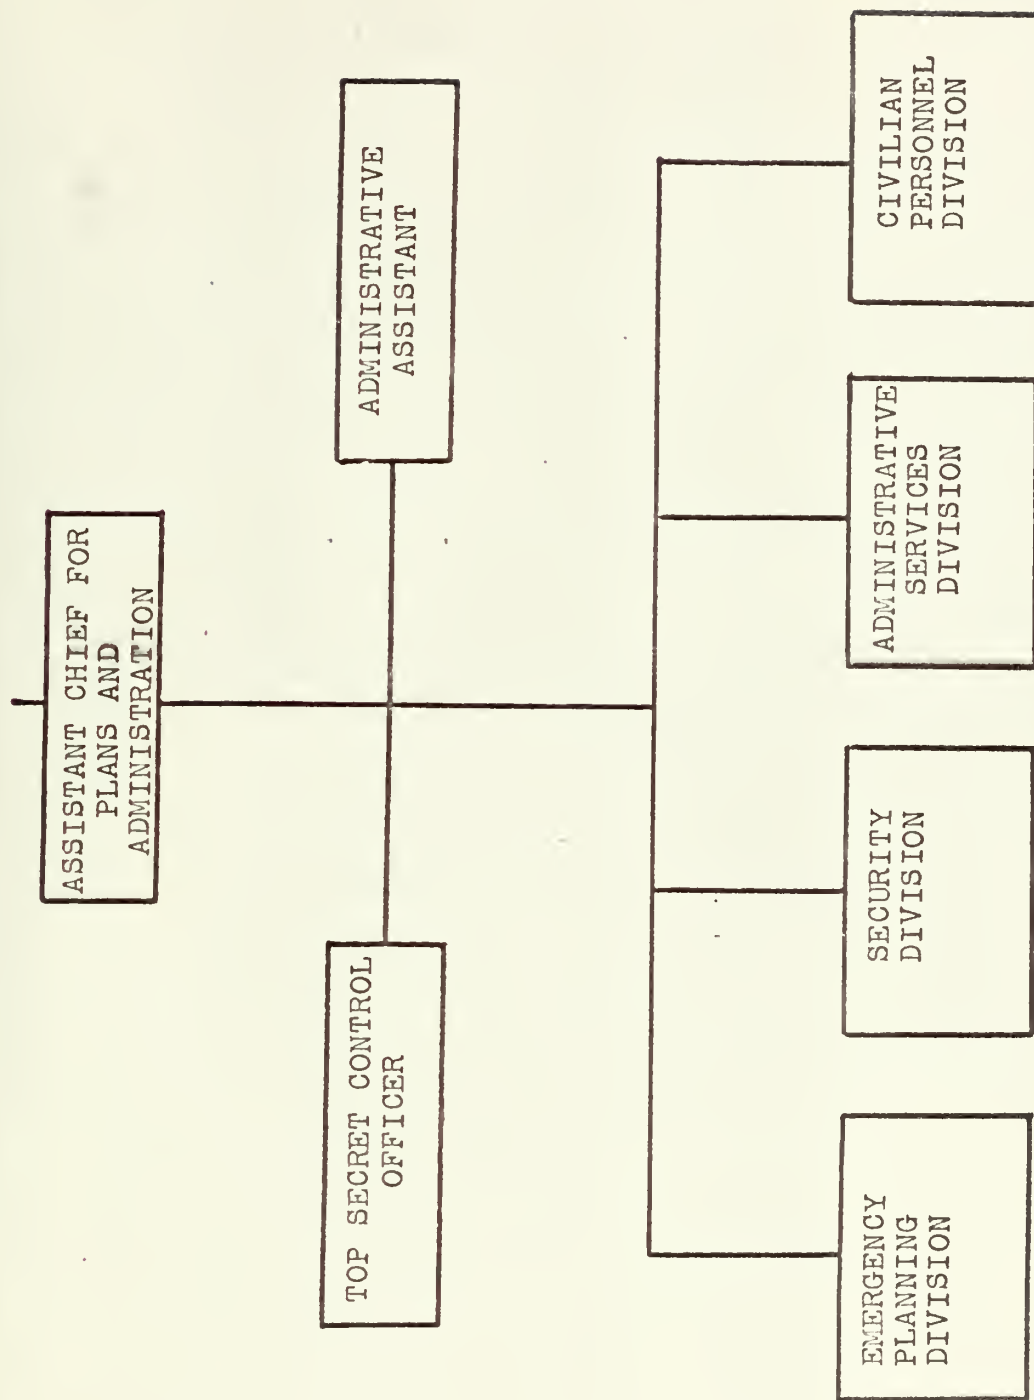 ASSISTANT CHIEF FOR
PLANS AND
ADMINISTRATION
TOP SECRET CONTROL
OFFICER
ADMINISTRATIVE
ASSISTANT
EMERGENCY
PLANNING
DIVISION
SECURITY
DIVISION
ADMINISTRATIVE
SERVICES
DIVISION
CIVILIAN
PERSONNEL
DIVISION